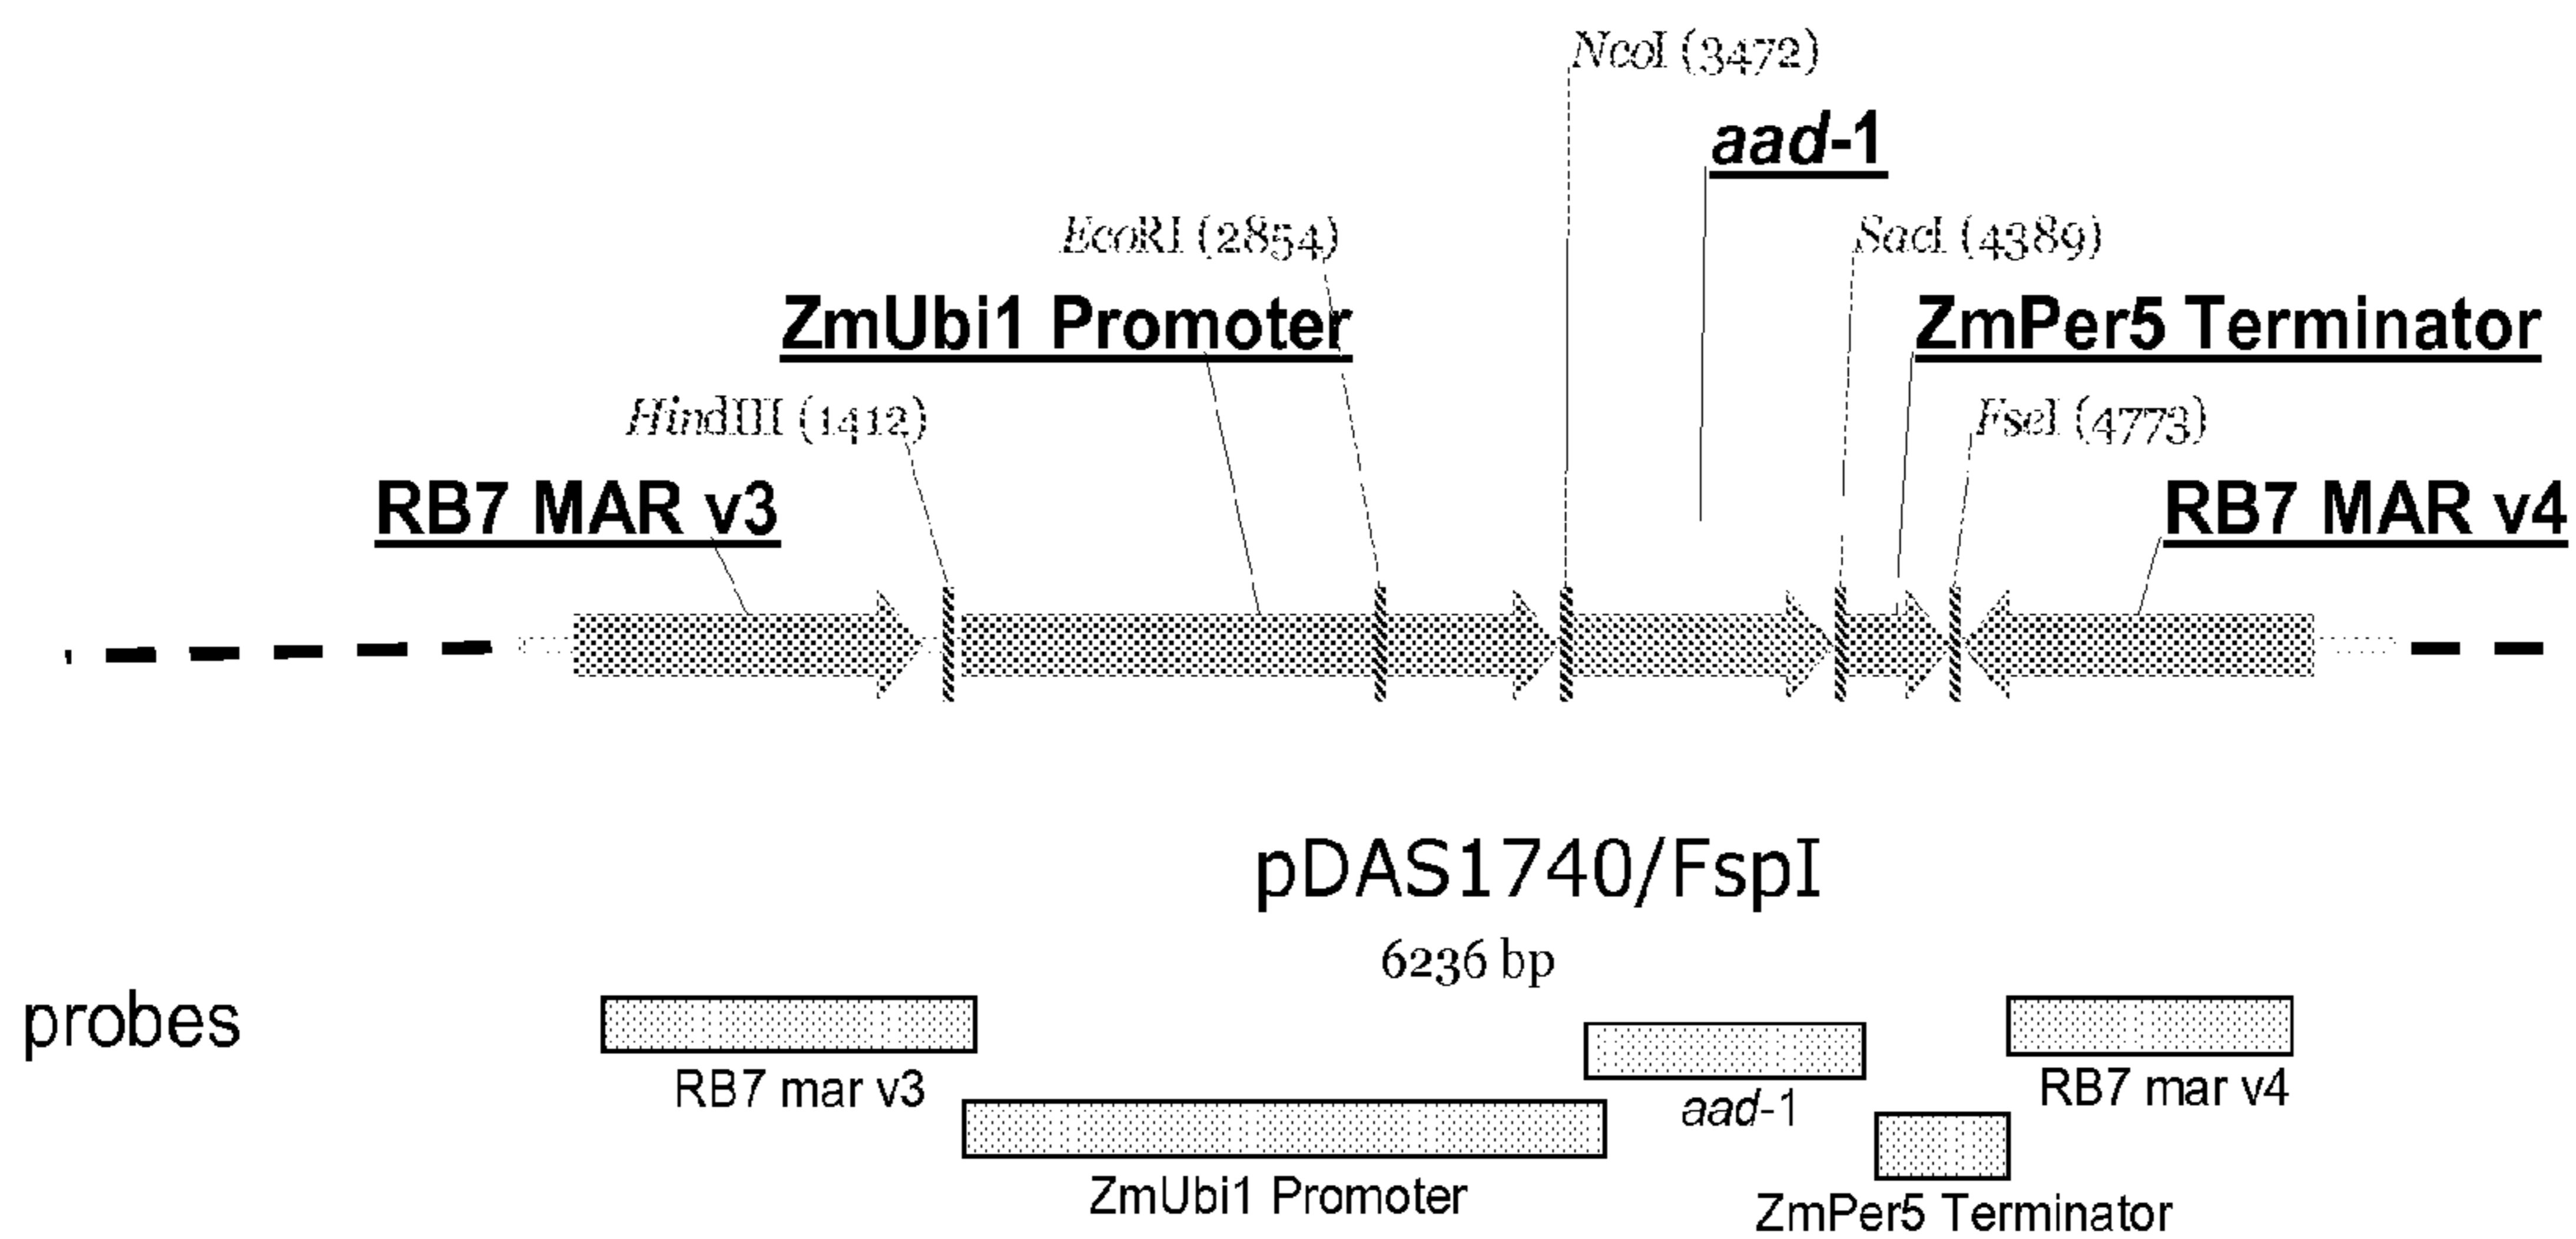 NcoI (3472)
aad-1
EcoRI (2854)
SacI (4389)
ZmUbi1 Promoter
ZmPer5 Terminator
HindIII (1412)
FseI (4773)
RB7 MAR v3
RB7 MAR v4
pDAS1740/FspI
6236 bp
probes
RB7 mar v3
aad-1
RB7 mar v4
ZmUbi1 Promoter
ZmPer5 Terminator